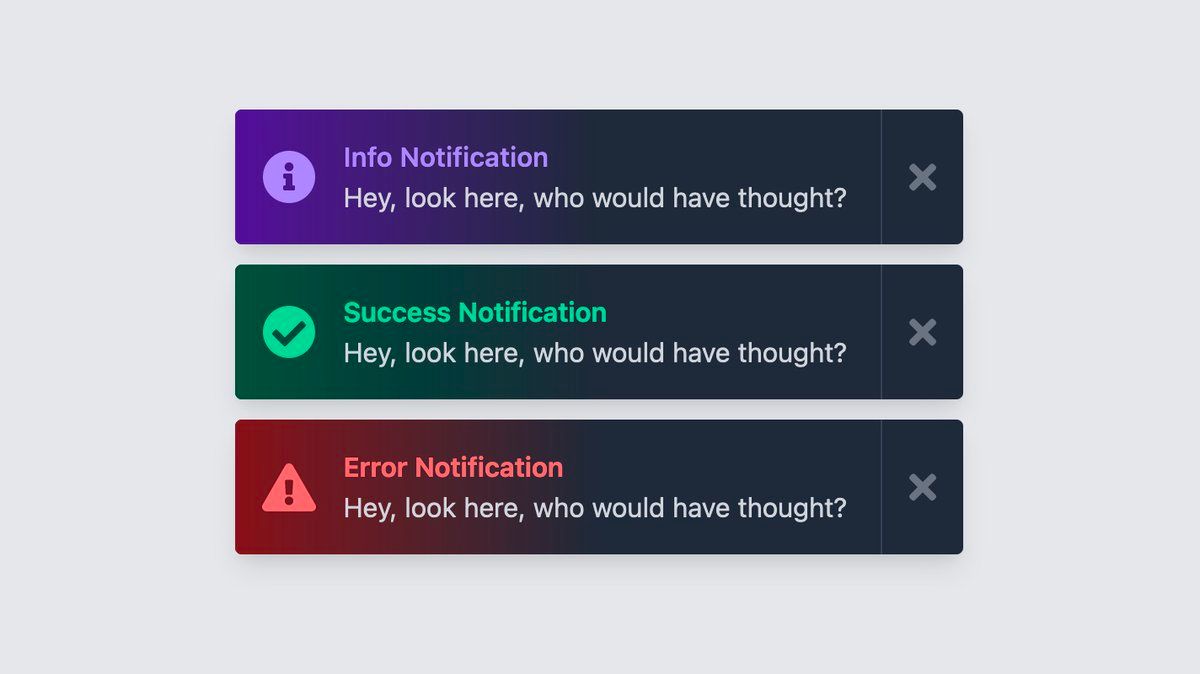 Info Notification
Hey, look here, who would have thought?
Success Notification
Hey, look here, who would have thought?
Error Notification
Hey, look here, who would have thought?